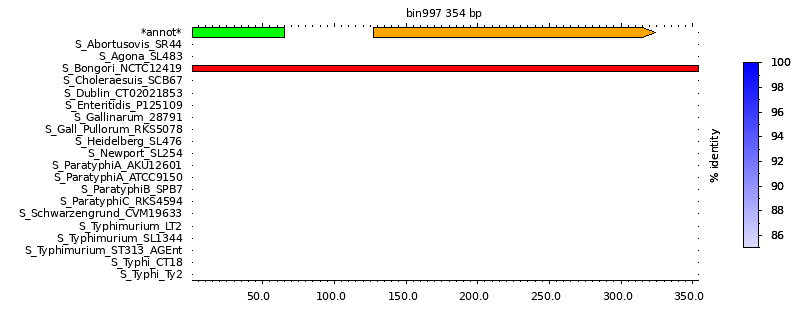 bin997 354 bp
*annot*
S_Abortusovis_SR44
S_Agona_SL483
S_Bongori_NCTC12419
S_Choleraesuis_SCB67
S_Dublin_CT02021853
S_Enteritidis_P125109
S_Gallinarum_28791
S_Gall_Pullorum_RKS5078
S_Heidelberg_SL476
S_Newport_SL254
S_ParatyphiA_AKU12601
S_ParatyphiA_ATCC9150
S_ParatyphiB_SPB7
S_ParatyphiC_RKS4594
S_Schwarzengrund_CVM19633
S_Typhimurium_LT2
S_Typhimurium_SL1344
S_Typhimurium_ST313_AGEnt
S_Typhi_CT18
S_Typhi_Ty2
50.0 100.0 150.0 200.0 250.0 300.0 350.0
% identity
100
98
96
94
92
90
88
86